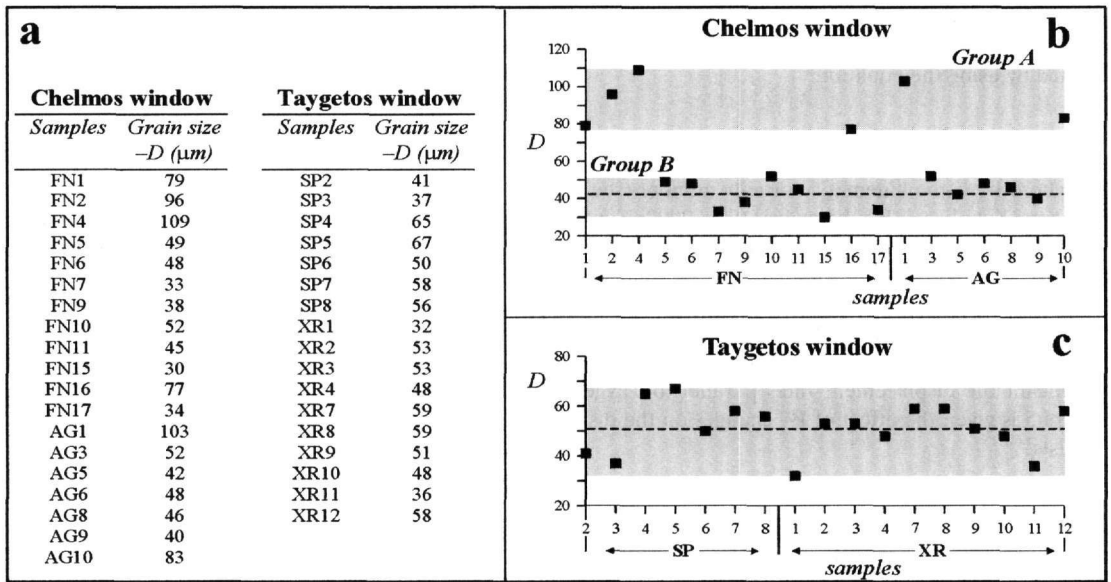 a
Chelmos window Taygetos window
Samples Grain size Samples Grain size
–D (µm) –D (µm)
FN1 79 SP2 41
FN2 96 SP3 37
FN4 109 SP4 65
FN5 49 SP5 67
FN6 48 SP6 50
FN7 33 SP7 58
FN9 38 SP8 56
FN10 52 XR1 32
FN11 45 XR2 53
FN15 30 XR3 53
FN16 77 XR4 48
FN17 34 XR7 59
AG1 103 XR8 59
AG3 52 XR9 51
AG5 42 XR10 48
AG6 48 XR11 36
AG8 46 XR12 58
AG9 40
AG10 83
Chelmos window b
120
Group A
100
80
D
60
Group B
40
20
1 2 4 5 6 7 9 10 11 15 16 17 1 3 5 6 8 9 10
FN AG
samples
Taygetos window c
80
D
60
40
20
2 3 4 5 6 7 8 1 2 3 4 7 8 9 10 11 12
SP XR
samples